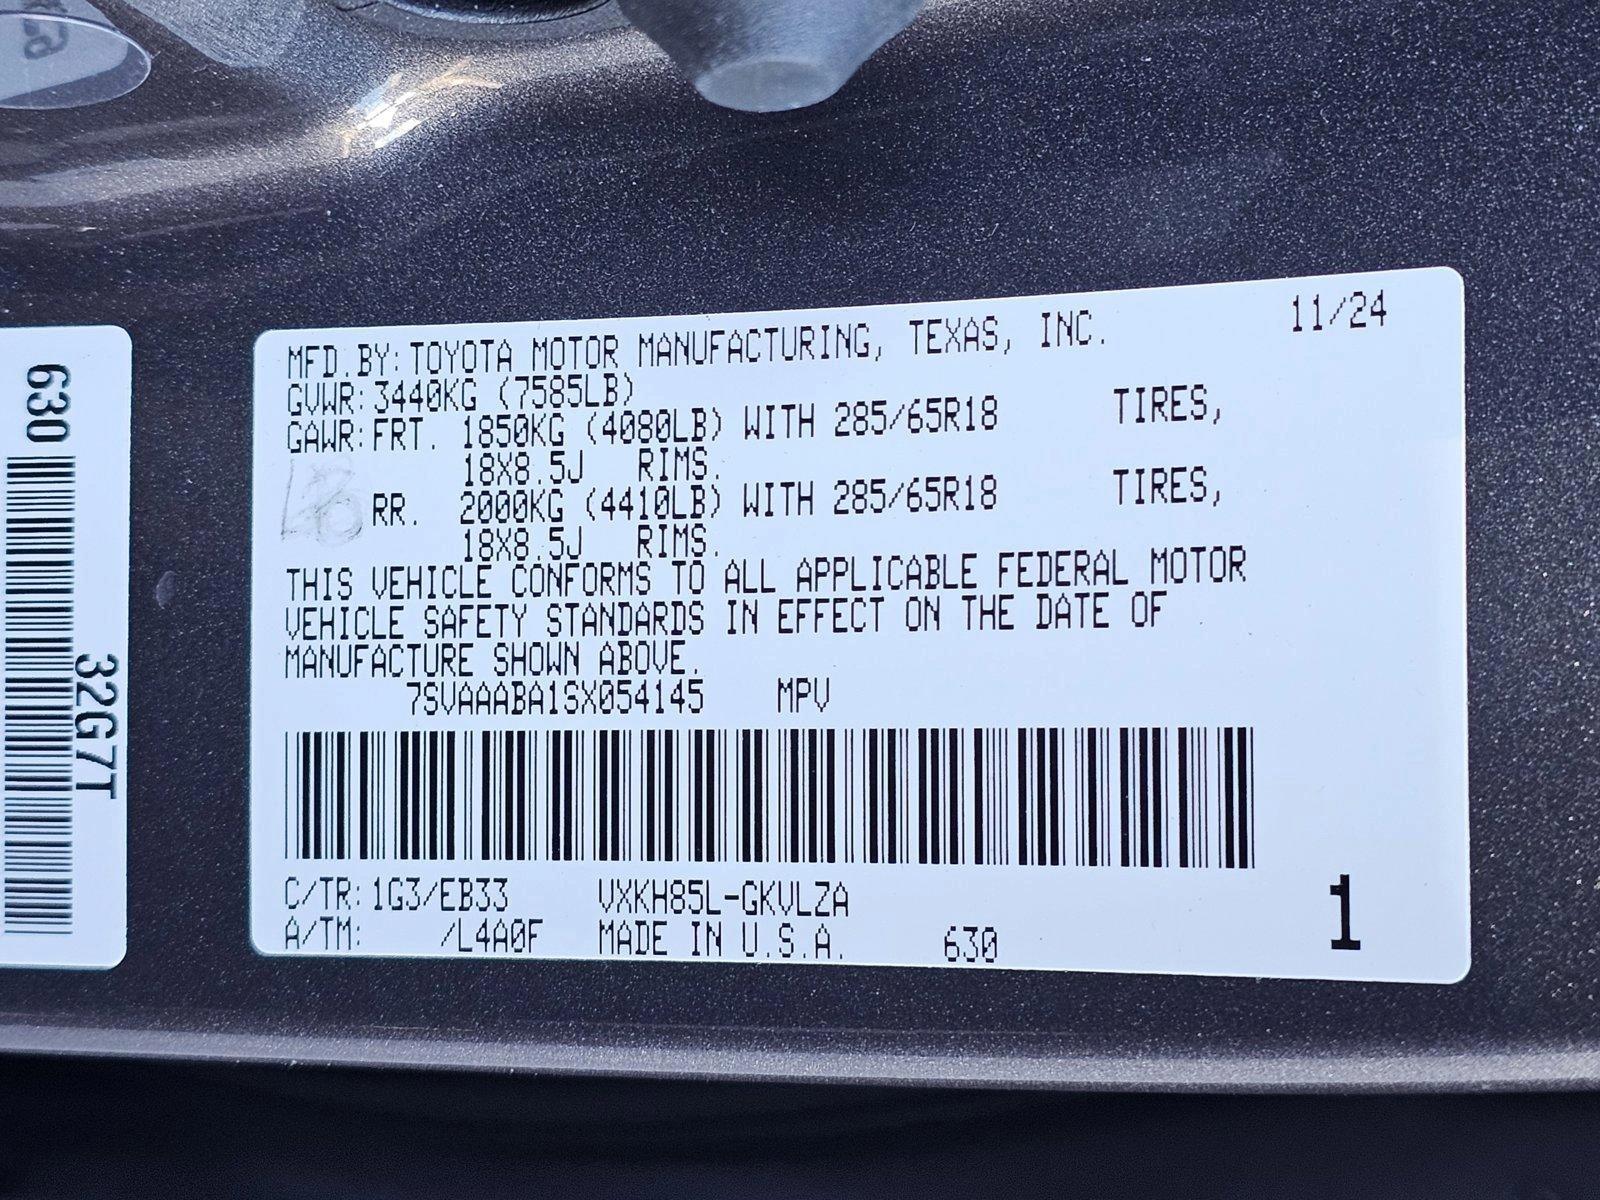 MFD.BY:TOYOTA MOTOR MANUFACTURING, TEXAS, INC. 11/24
GVWR:3440KG (7585LB)
GAWR:FRT. 1850KG (4080LB) WITH 285/65R18 TIRES,
18X8.5J RIMS.
RR. 2000KG (4410LB) WITH 285/65R18 TIRES,
18X8.5J RIMS.
THIS VEHICLE CONFORMS TO ALL APPLICABLE FEDERAL MOTOR
VEHICLE SAFETY STANDARDS IN EFFECT ON THE DATE OF
MANUFACTURE SHOWN ABOVE.
7SVAAABA1SX054145 MPV
C/TR:1G3/EB33 VXKH85L-GKVLZA
A/TM: /L4A0F MADE IN U.S.A. 630
1
630
32G7T